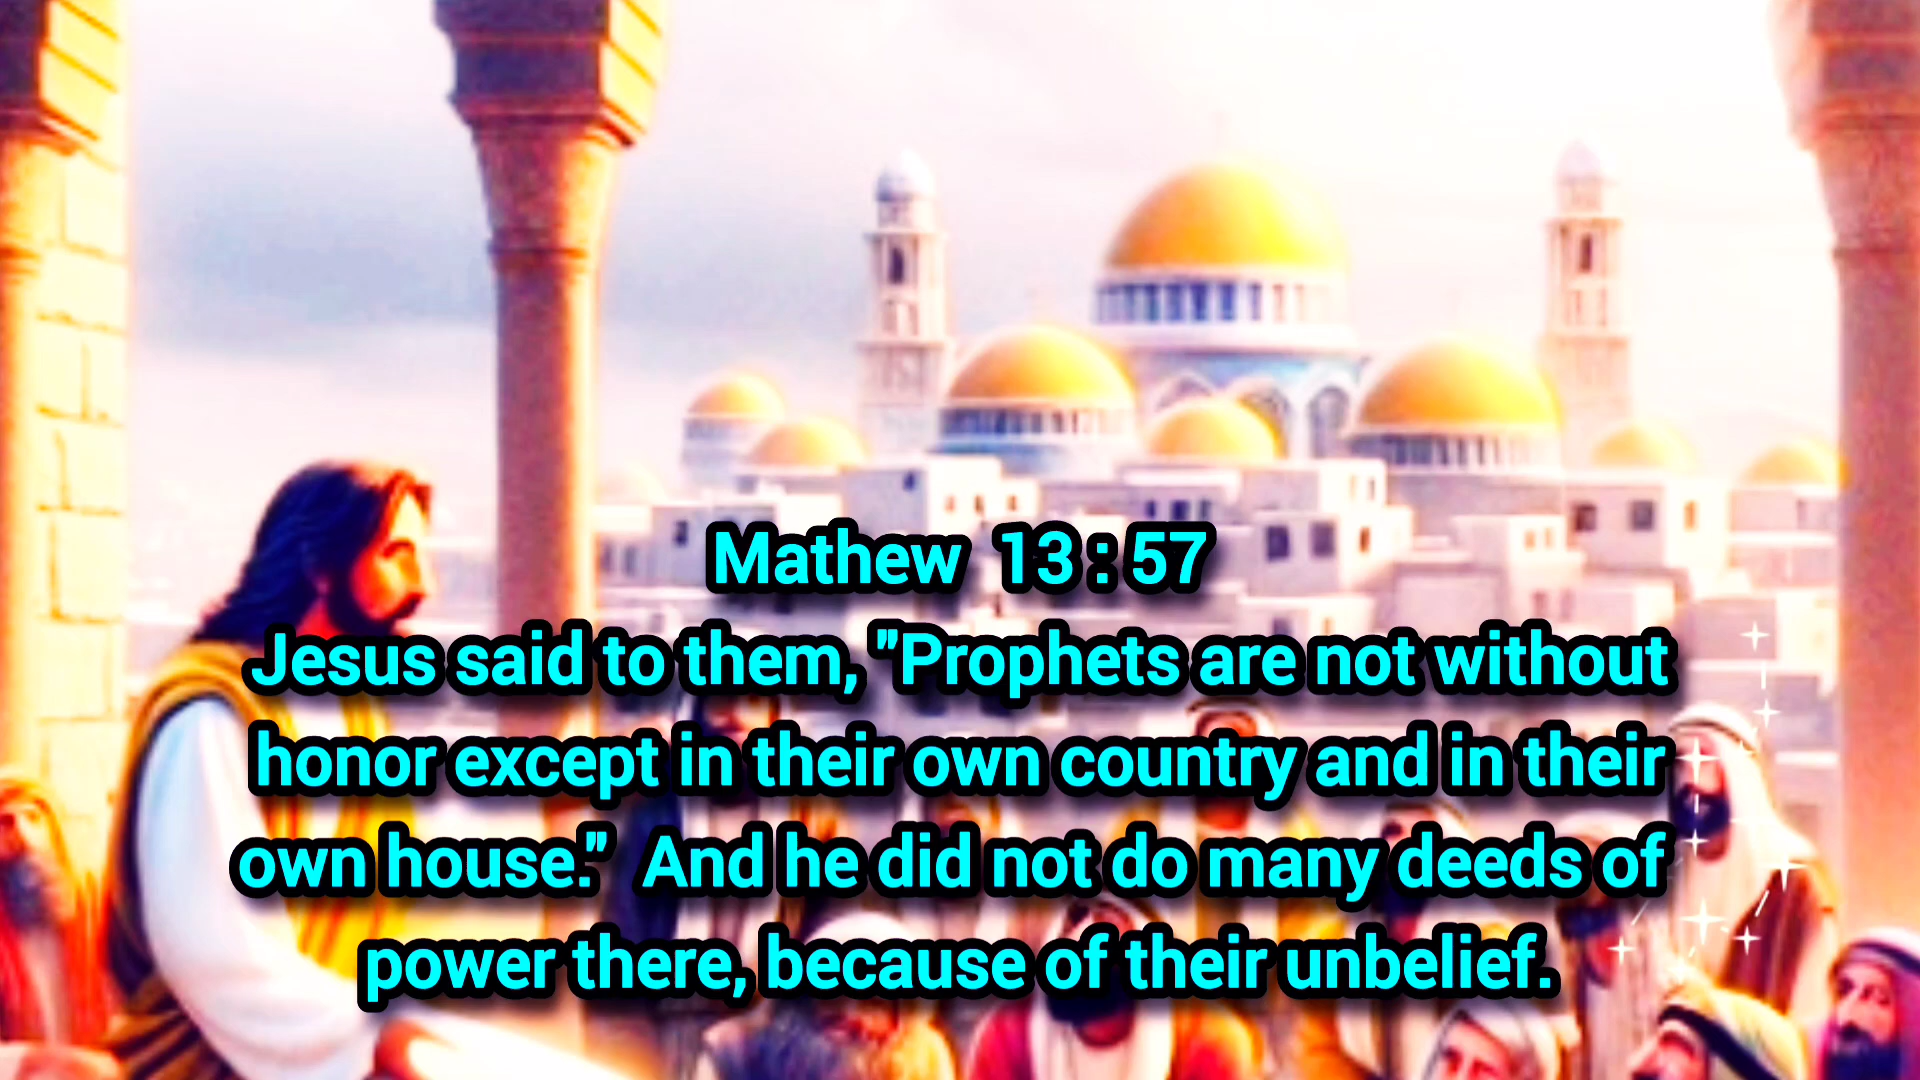 Mathew 13 : 57
Jesus said to them, "Prophets are not without
honor except in their own country and in their
own house." And he did not do many deeds of
power there, because of their unbelief.